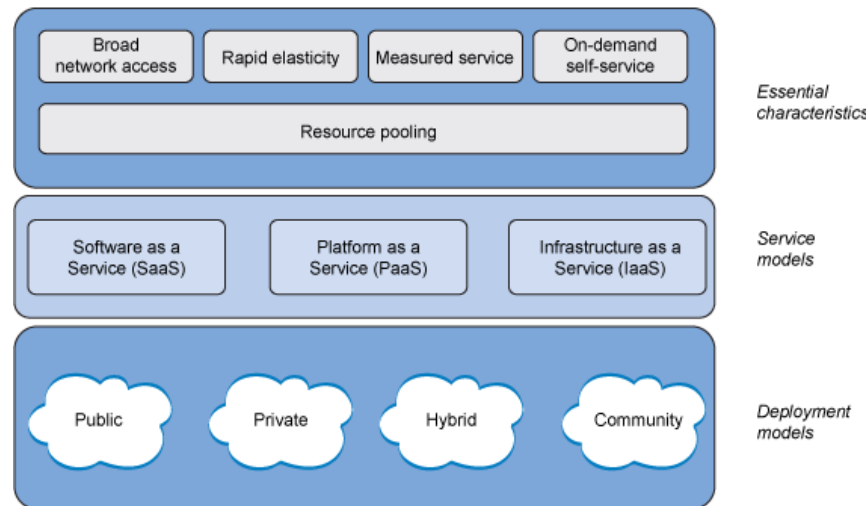 Broad
network access
Rapid elasticity
Measured service
On-demand
self-service
Resource pooling
Essential
characteristics
Software as a
Service (SaaS)
Platform as a
Service (PaaS)
Infrastructure as a
Service (IaaS)
Service
models
Public
Private
Hybrid
Community
Deployment
models